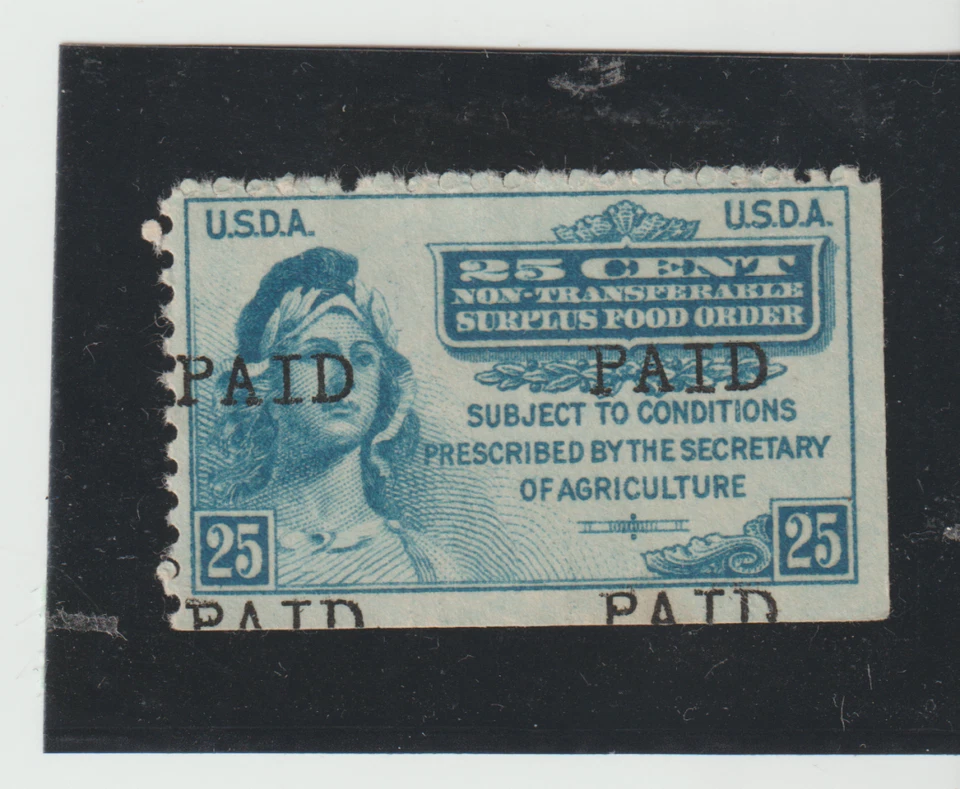 U.S.D.A.
U.S.D.A.
25 CENT
NON-TRANSFERABLE
SURPLUS FOOD ORDER
PAID PAID
SUBJECT TO CONDITIONS
PRESCRIBED BY THE SECRETARY
OF AGRICULTURE
25
25
PAID PAID